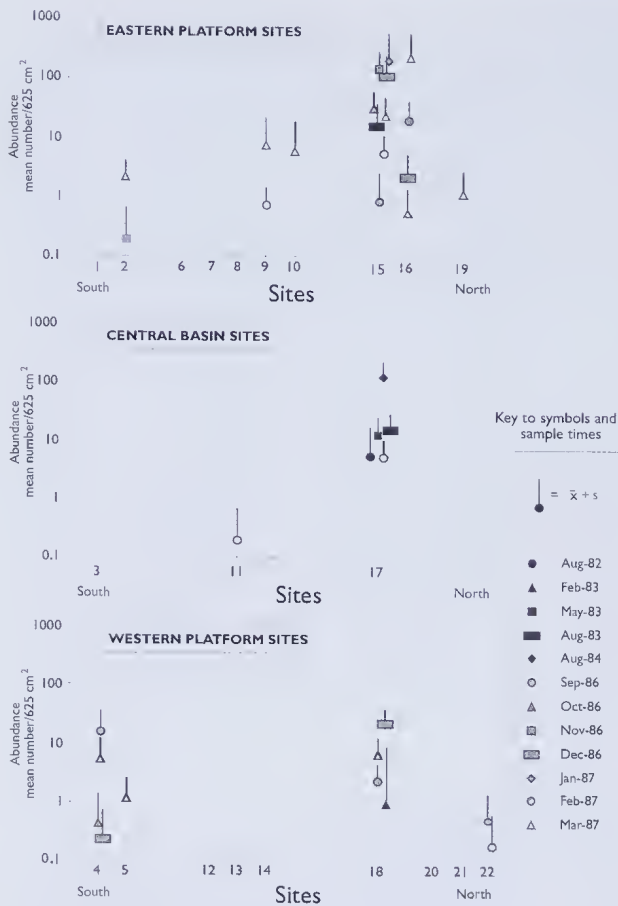 EASTERN PLATFORM SITES
Abundance
mean number/625 cm²
1000
100
10
1
0.1
1 2 6 7 8 9 10 15 16 19
South Sites North
CENTRAL BASIN SITES
Abundance
mean number/625 cm²
1000
100
10
1
0.1
3 11 17
South Sites North
WESTERN PLATFORM SITES
Abundance
mean number/625 cm²
1000
100
10
1
0.1
4 5 12 13 14 18 20 21 22
South Sites North
Key to symbols and
sample times
= x̄ + s
Aug-82
Feb-83
May-83
Aug-83
Aug-84
Sep-86
Oct-86
Nov-86
Dec-86
Jan-87
Feb-87
Mar-87